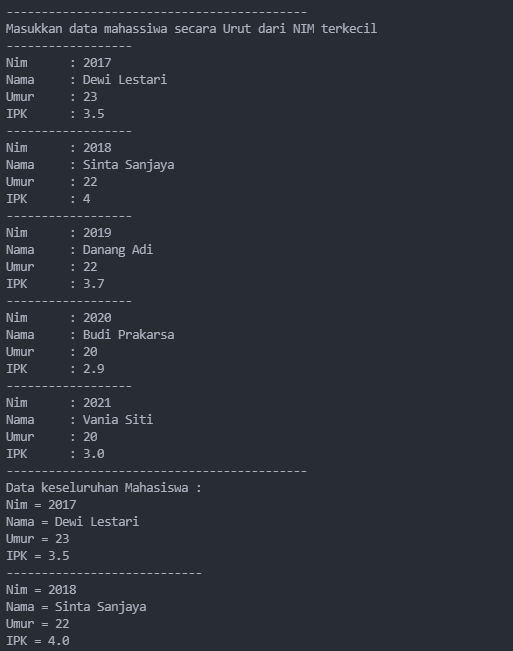 -------------------------------------------
Masukkan data mahassiwa secara Urut dari NIM terkecil
------------------
Nim      : 2017
Nama     : Dewi Lestari
Umur     : 23
IPK      : 3.5
------------------
Nim      : 2018
Nama     : Sinta Sanjaya
Umur     : 22
IPK      : 4
------------------
Nim      : 2019
Nama     : Danang Adi
Umur     : 22
IPK      : 3.7
------------------
Nim      : 2020
Nama     : Budi Prakarsa
Umur     : 20
IPK      : 2.9
------------------
Nim      : 2021
Nama     : Vania Siti
Umur     : 20
IPK      : 3.0
-------------------------------------------
Data keseluruhan Mahasiswa :
Nim = 2017
Nama = Dewi Lestari
Umur = 23
IPK = 3.5
----------------------------
Nim = 2018
Nama = Sinta Sanjaya
Umur = 22
IPK = 4.0